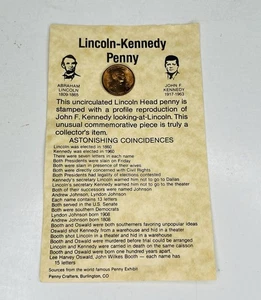 Lincoln-Kennedy
Penny
ABRAHAM
LINCOLN
1809-1865
JOHN F.
KENNEDY
1917-1963
This uncirculated Lincoln Head penny is
stamped with a profile reproduction of
John F. Kennedy looking-at-Lincoln. This
unusual commemorative piece is truly a
collector's item.
ASTONISHING COINCIDENCES
Lincoln was elected in 1860
Kennedy was elected in 1960
There were seven letters in each name
Both Presidents were slain on Friday
Both were slain in presence of their wives
Both were directly concerned with Civil Rights
Both Presidents had legality of elections contested
Kennedy's secretary Lincoln warned him not to go to Dallas
Lincoln's secretary Kennedy warned him not to go to the theater
Both of their successors were named Johnson
Andrew Johnson, Lyndon Johnson
Each name contains 13 letters
Both served in the U.S. Senate
Both were southern Democrats
Lyndon Johnson born 1908
Andrew Johnson born 1808
Booth and Oswald were both southerners favoring unpopular ideas
Oswald shot Kennedy from a warehouse and hid in a theater
Booth shot Lincoln in a theater and hid in a warehouse
Booth and Oswald were murdered before trial could be arranged
Lincoln and Kennedy were carried in death on the same caisson
Booth and Oswald were born one hundred years apart
Lee Harvey Oswald, John Wilkes Booth — each name has
15 letters
Sources from the world famous Penny Exhibit
Penny Crafters, Burlington, CO